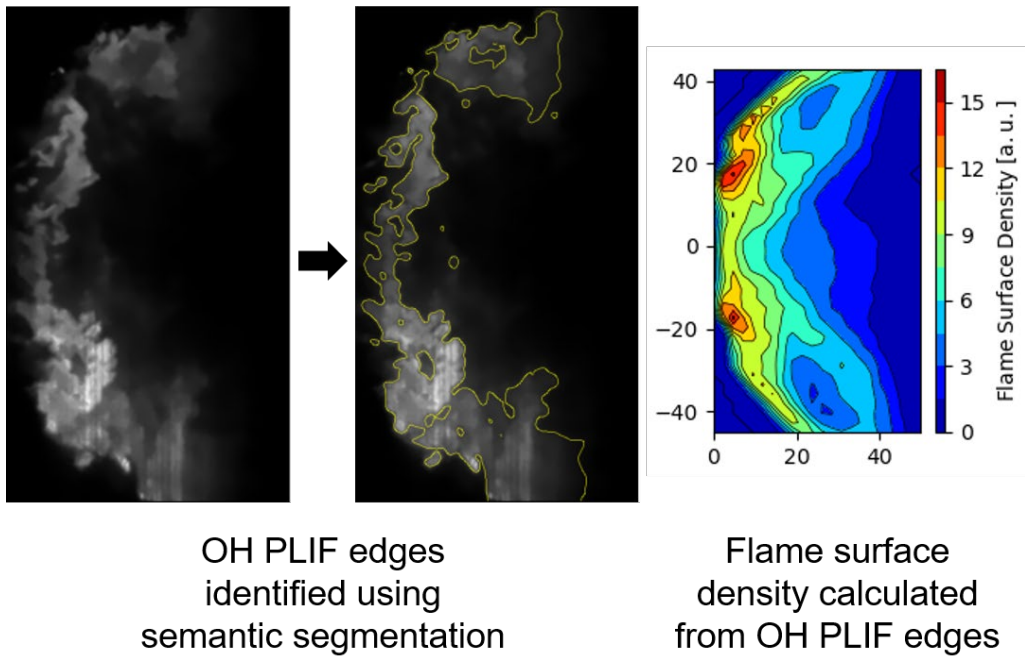 40
20
0
−20
−40
0
20
40
15
12
9
6
3
0
Flame Surface Density [a. u.]
OH PLIF edges
identified using
semantic segmentation
Flame surface
density calculated
from OH PLIF edges